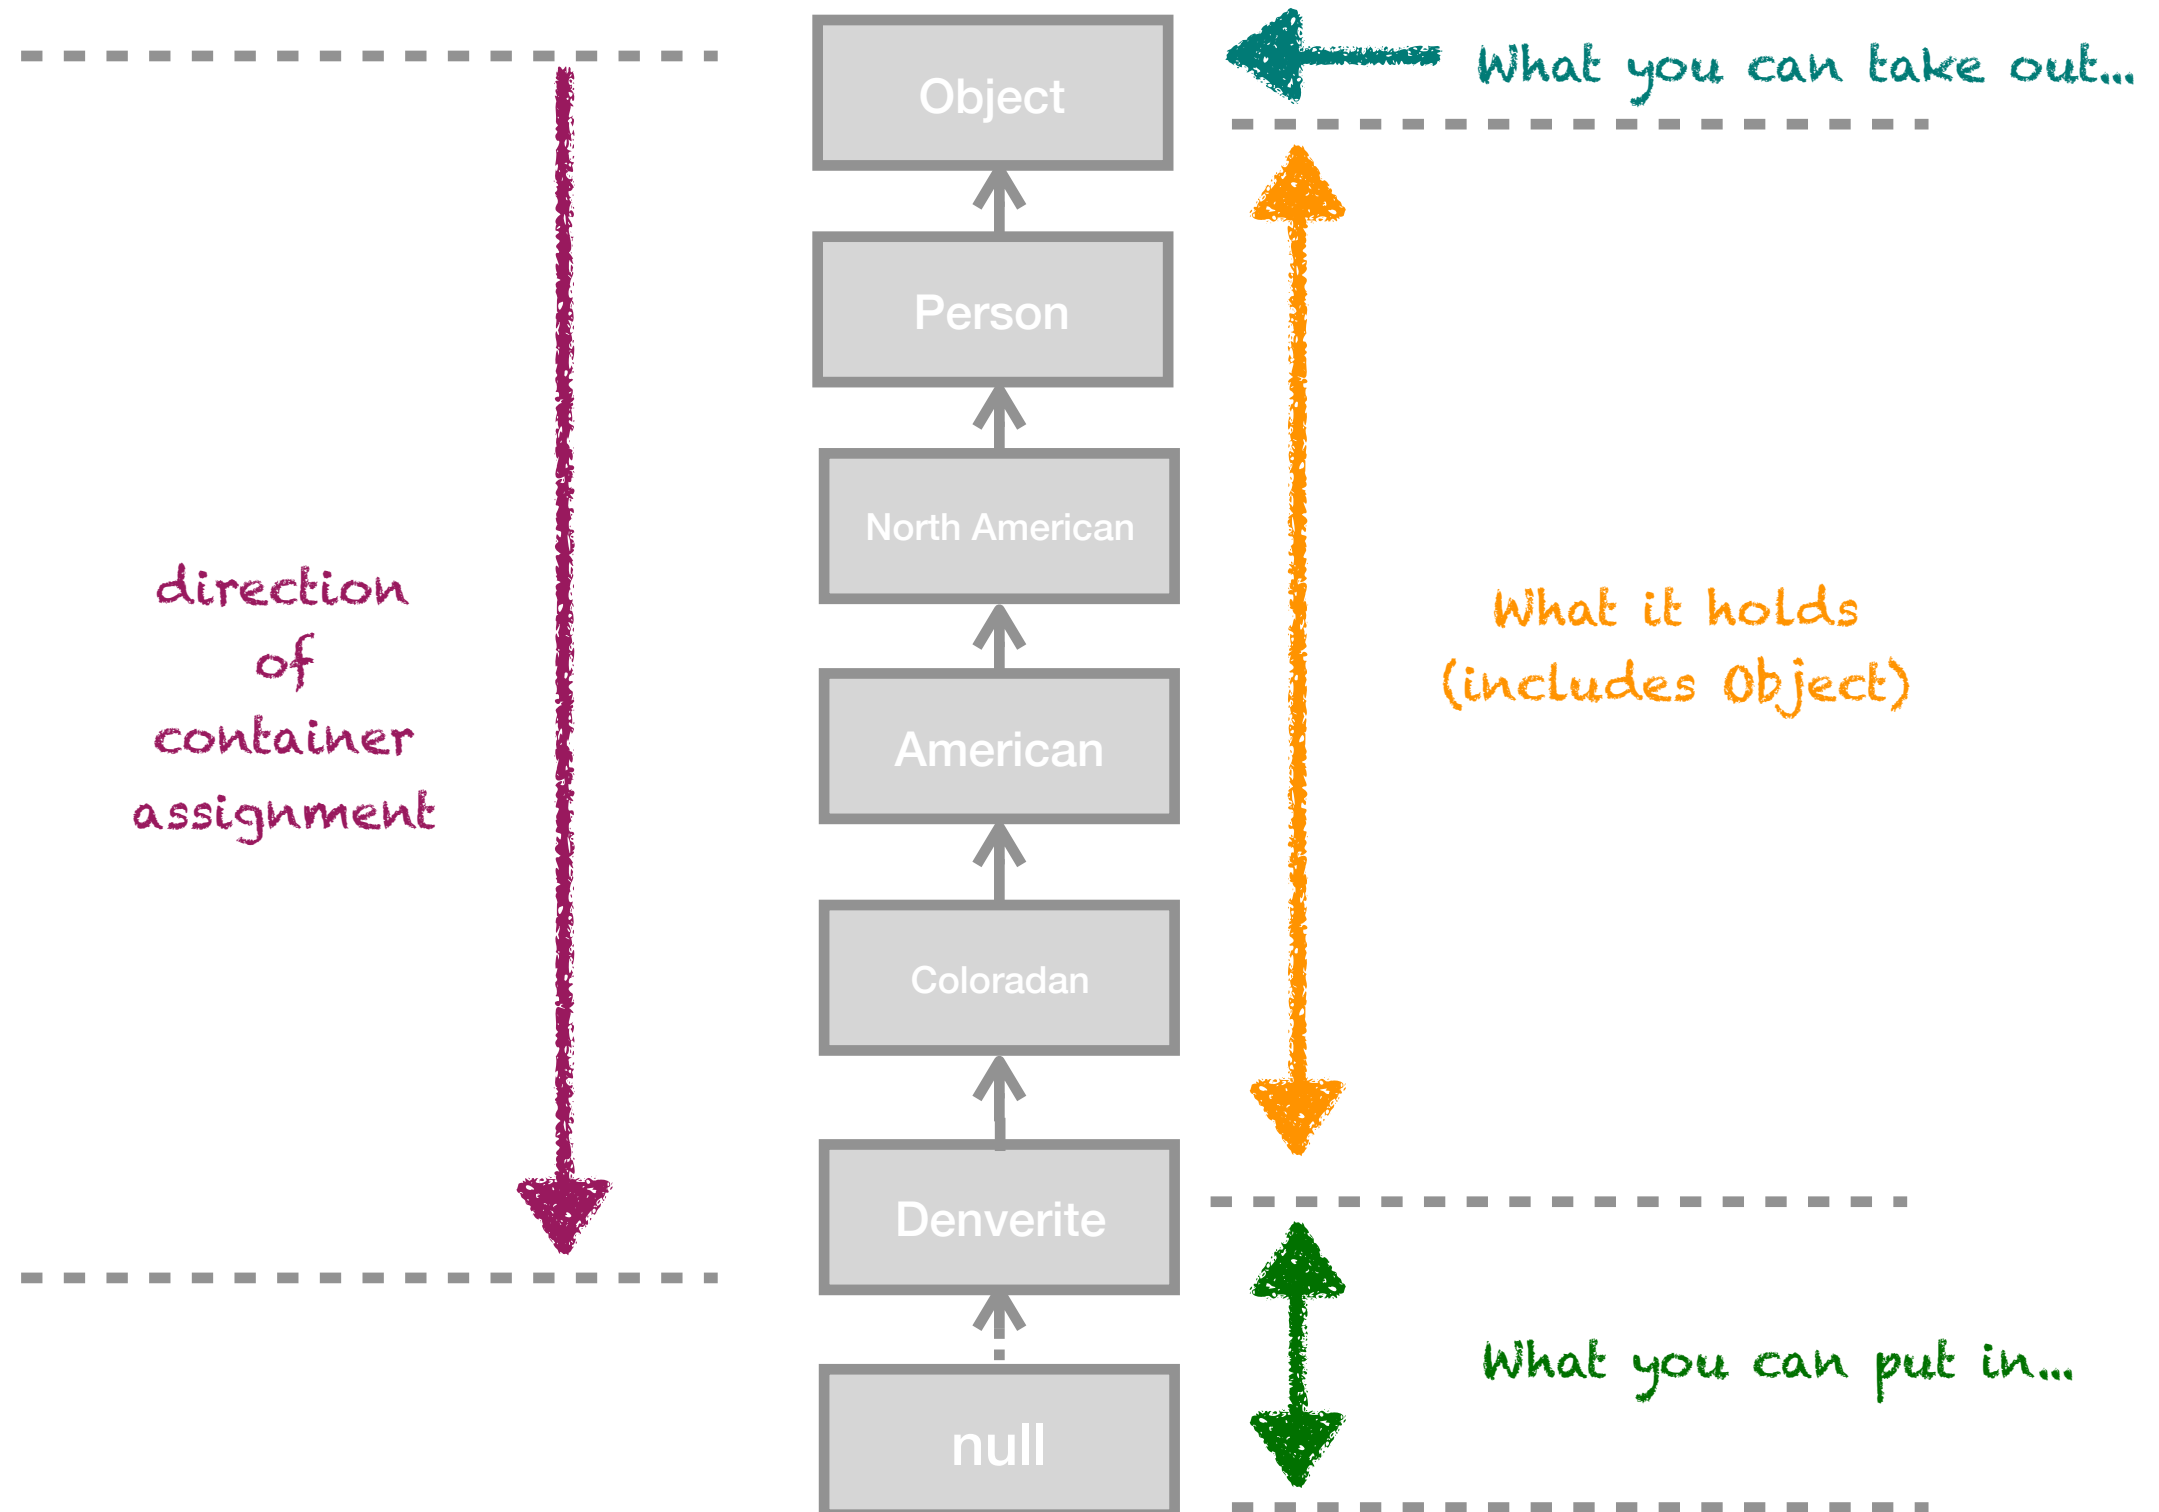 Object
What you can take out...
Person
North American
direction
of
container
assignment
What it holds
(includes Object)
American
Coloradan
Denverite
What you can put in...
null